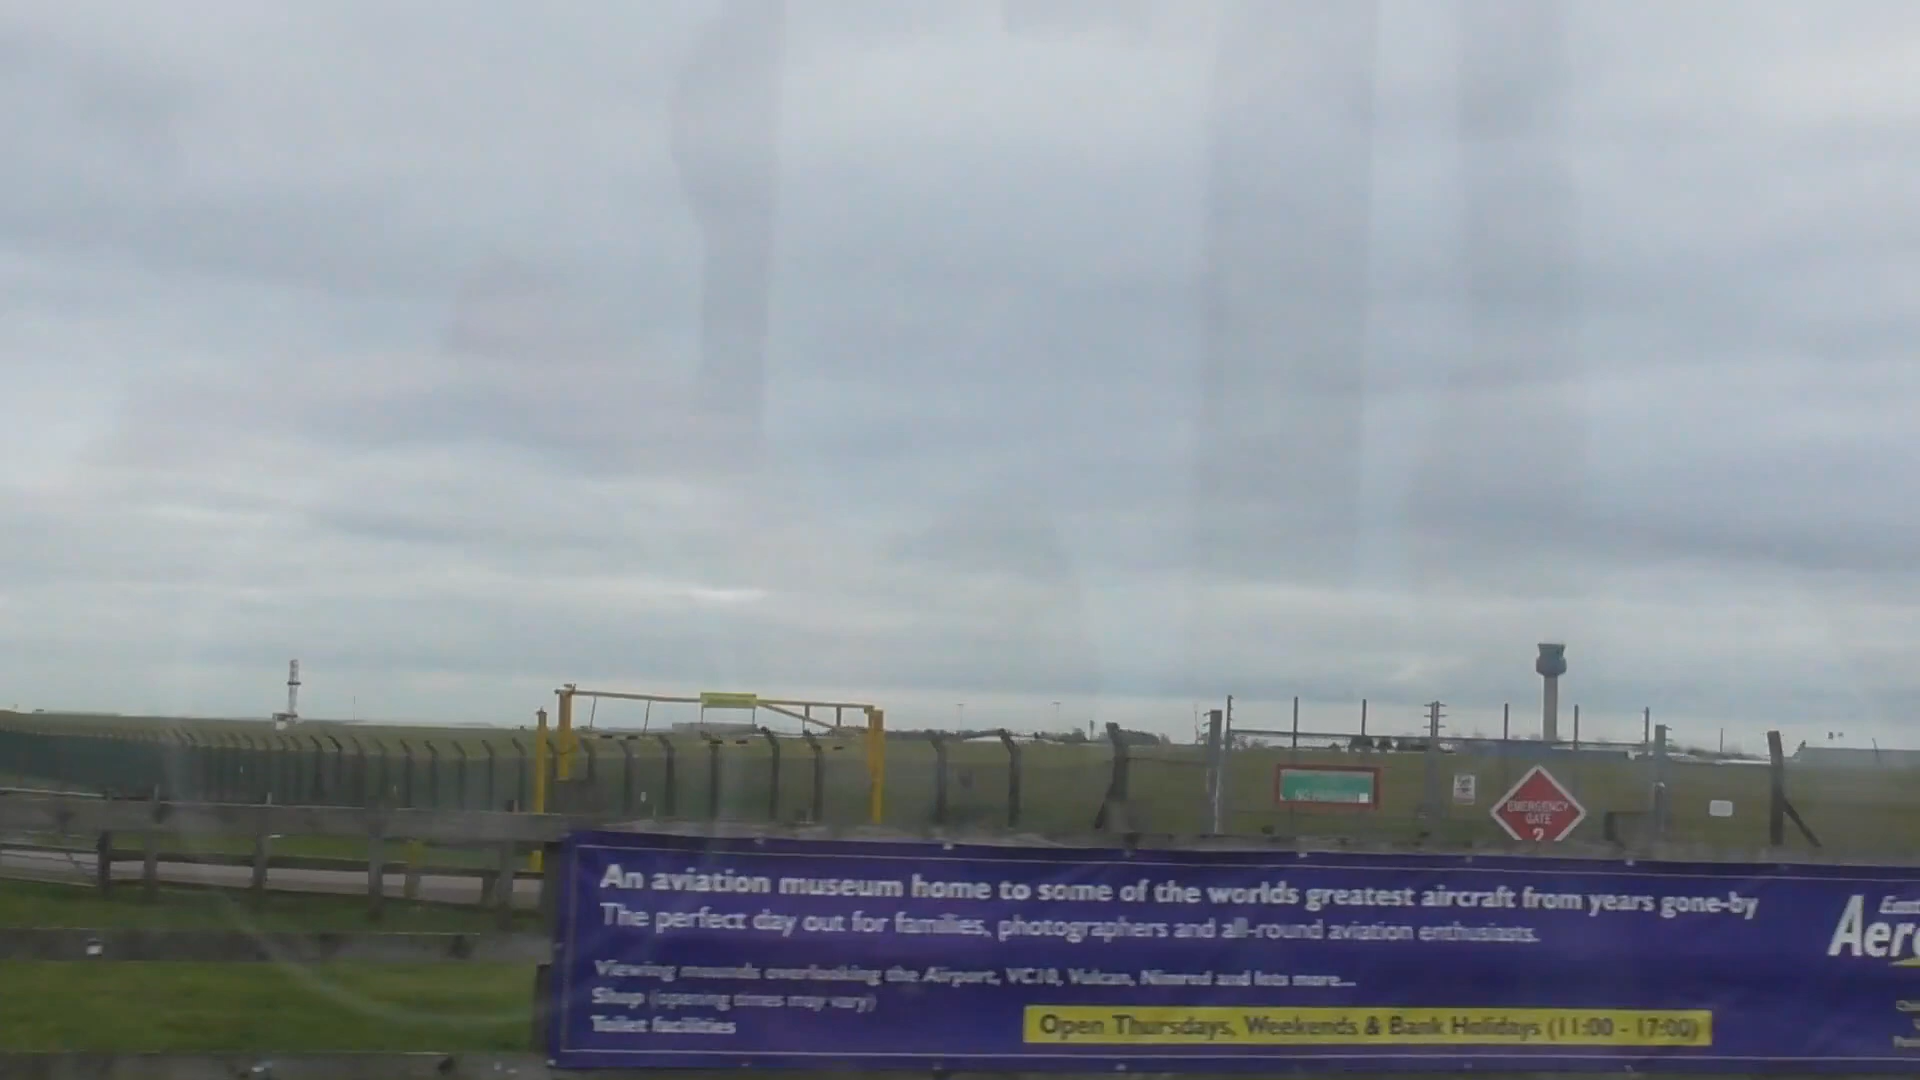 EMERGENCY
GATE
2
An aviation museum home to some of the worlds greatest aircraft from years gone-by
The perfect day out for families, photographers and all-round aviation enthusiasts.
Viewing mounds overlooking the Airport, VC10, Vulcan, Nimrod and lots more...
Shop (opening times may vary)
Toilet facilities
Open Thursdays, Weekends & Bank Holidays (11:00 - 17:00)
East
Aer